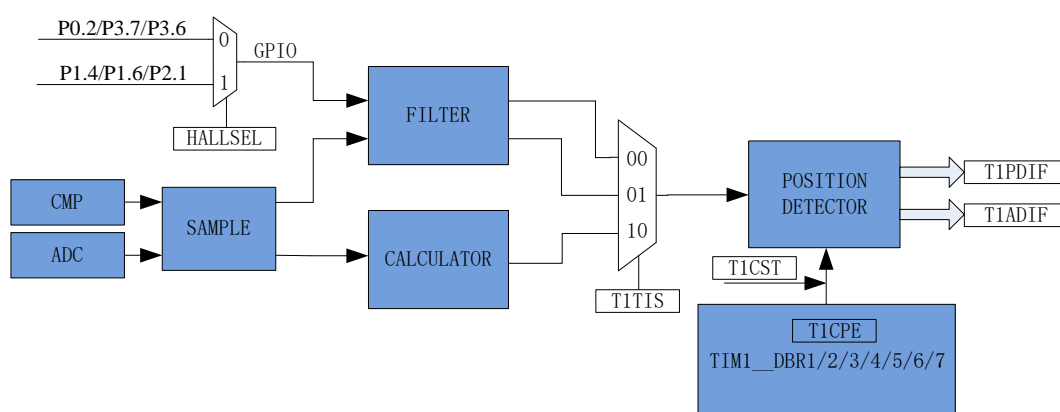 P0.2/P3.7/P3.6
0
GPIO
P1.4/P1.6/P2.1
1
HALLSEL
FILTER
CMP
ADC
SAMPLE
CALCULATOR
00
01
10
T1TIS
POSITION
DETECTOR
T1PDIF
T1ADIF
T1CST
T1CPE
TIM1__DBR1/2/3/4/5/6/7